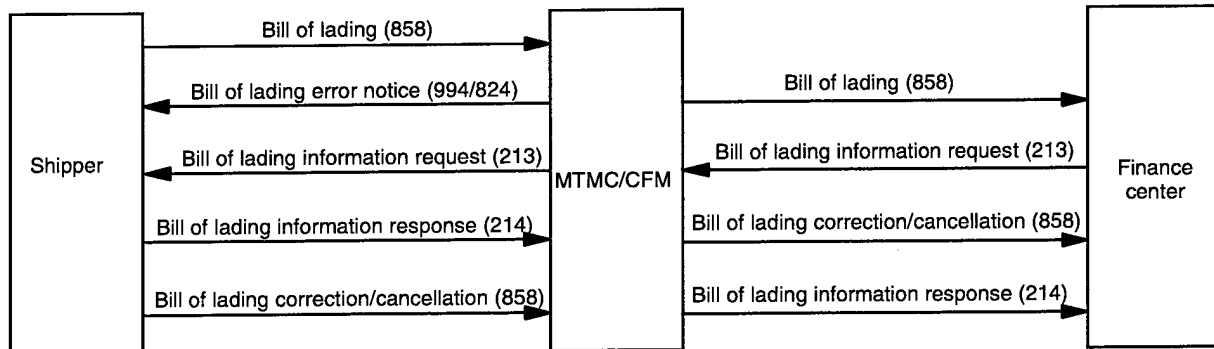 Bill of lading (858)
Bill of lading error notice (994/824)
Bill of lading (858)
Shipper
Bill of lading information request (213)
MTMC/CFM
Bill of lading information request (213)
Finance
center
Bill of lading information response (214)
Bill of lading correction/cancellation (858)
Bill of lading correction/cancellation (858)
Bill of lading information response (214)